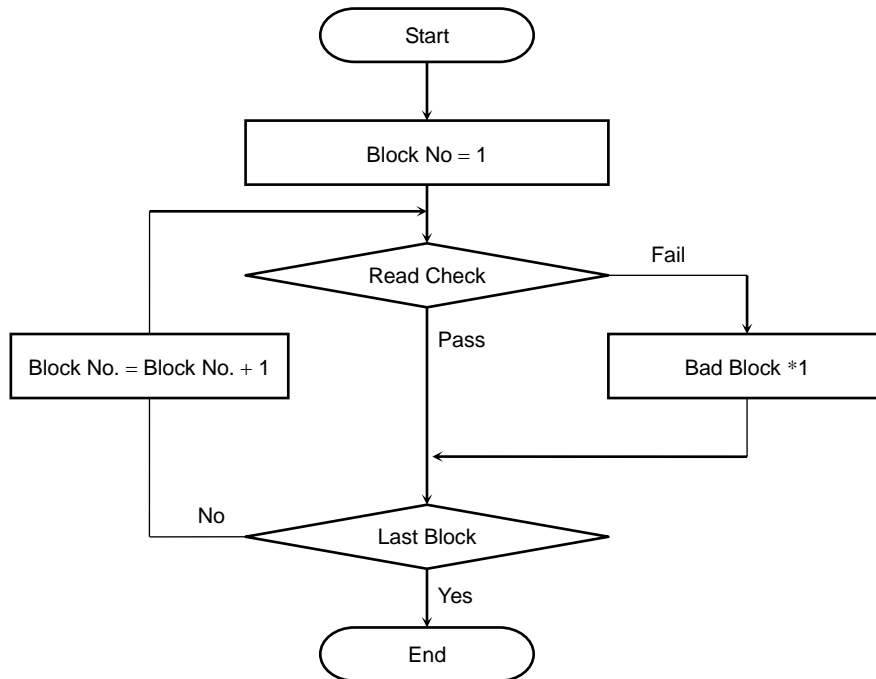 Start
Block No = 1
Read Check
Fail
Pass
Block No. = Block No. + 1
Bad Block *1
No
Last Block
Yes
End